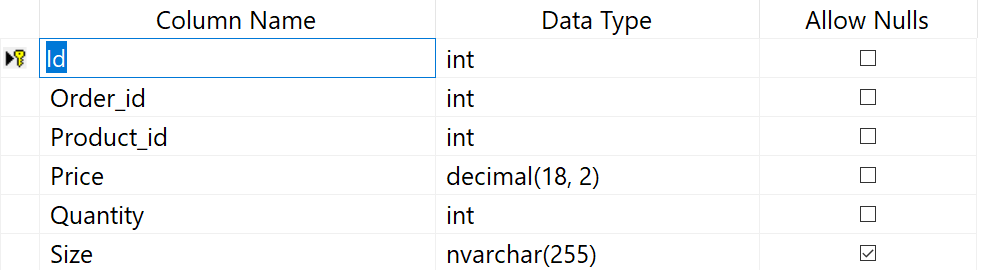 Column Name Data Type Allow Nulls
Id int
Order_id int
Product_id int
Price decimal(18, 2)
Quantity int
Size nvarchar(255)